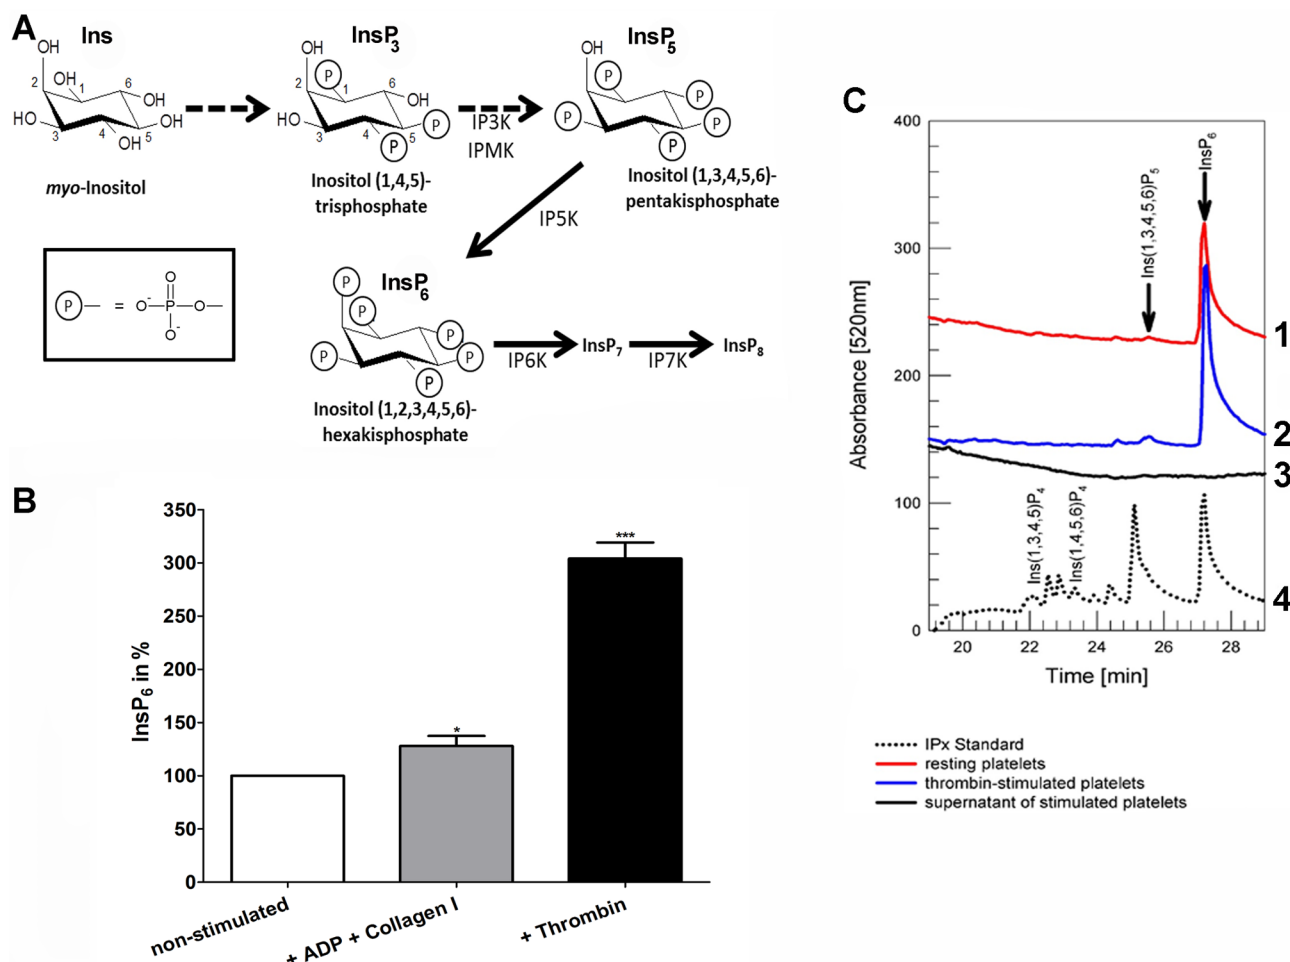 A
Ins
OH
2
OH
1
6
OH
HO
3
4
OH
5
OH
myo-Inositol
InsP3
OH
P
2
1
6
OH
HO
3
4
P
5
P
Inositol (1,4,5)-
trisphosphate
IP3K
IPMK
InsP5
OH
P
P
P
P
P
Inositol (1,3,4,5,6)-
pentakisphosphate
IP5K
P — = O- P O O O-
InsP6
P
P
P
P
P
P
Inositol (1,2,3,4,5,6)-
hexakisphosphate
IP6K
InsP7
IP7K
InsP8
B
InsP6 in %
350
300
250
200
150
100
50
0
*
***
non-stimulated
+ ADP + Collagen I
+ Thrombin
C
Absorbance [520nm]
400
300
200
100
0
Ins(1,3,4,5,6)P5
InsP6
1
2
3
Ins(1,3,4,5)P4
Ins(1,4,5,6)P4
4
20 22 24 26 28
Time [min]
IPx Standard
resting platelets
thrombin-stimulated platelets
supernatant of stimulated platelets